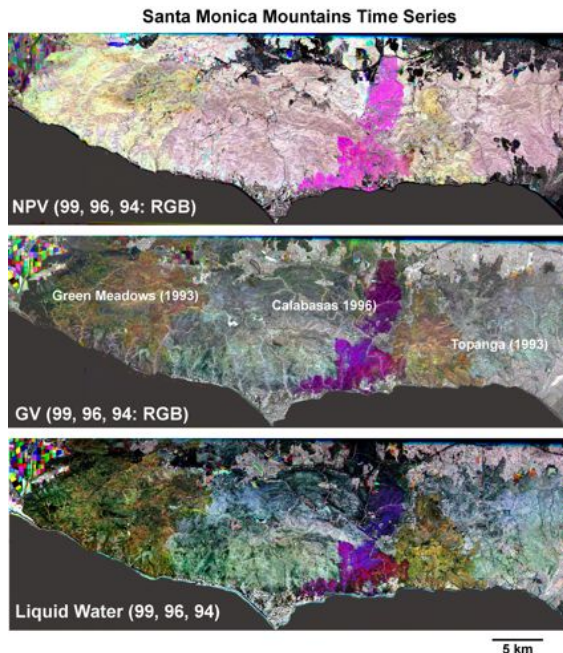 Santa Monica Mountains Time Series
NPV (99, 96, 94: RGB)
Green Meadows (1993)
Calabasas 1996)
Topanga (1993)
GV (99, 96, 94: RGB)
Liquid Water (99, 96, 94)
5 km